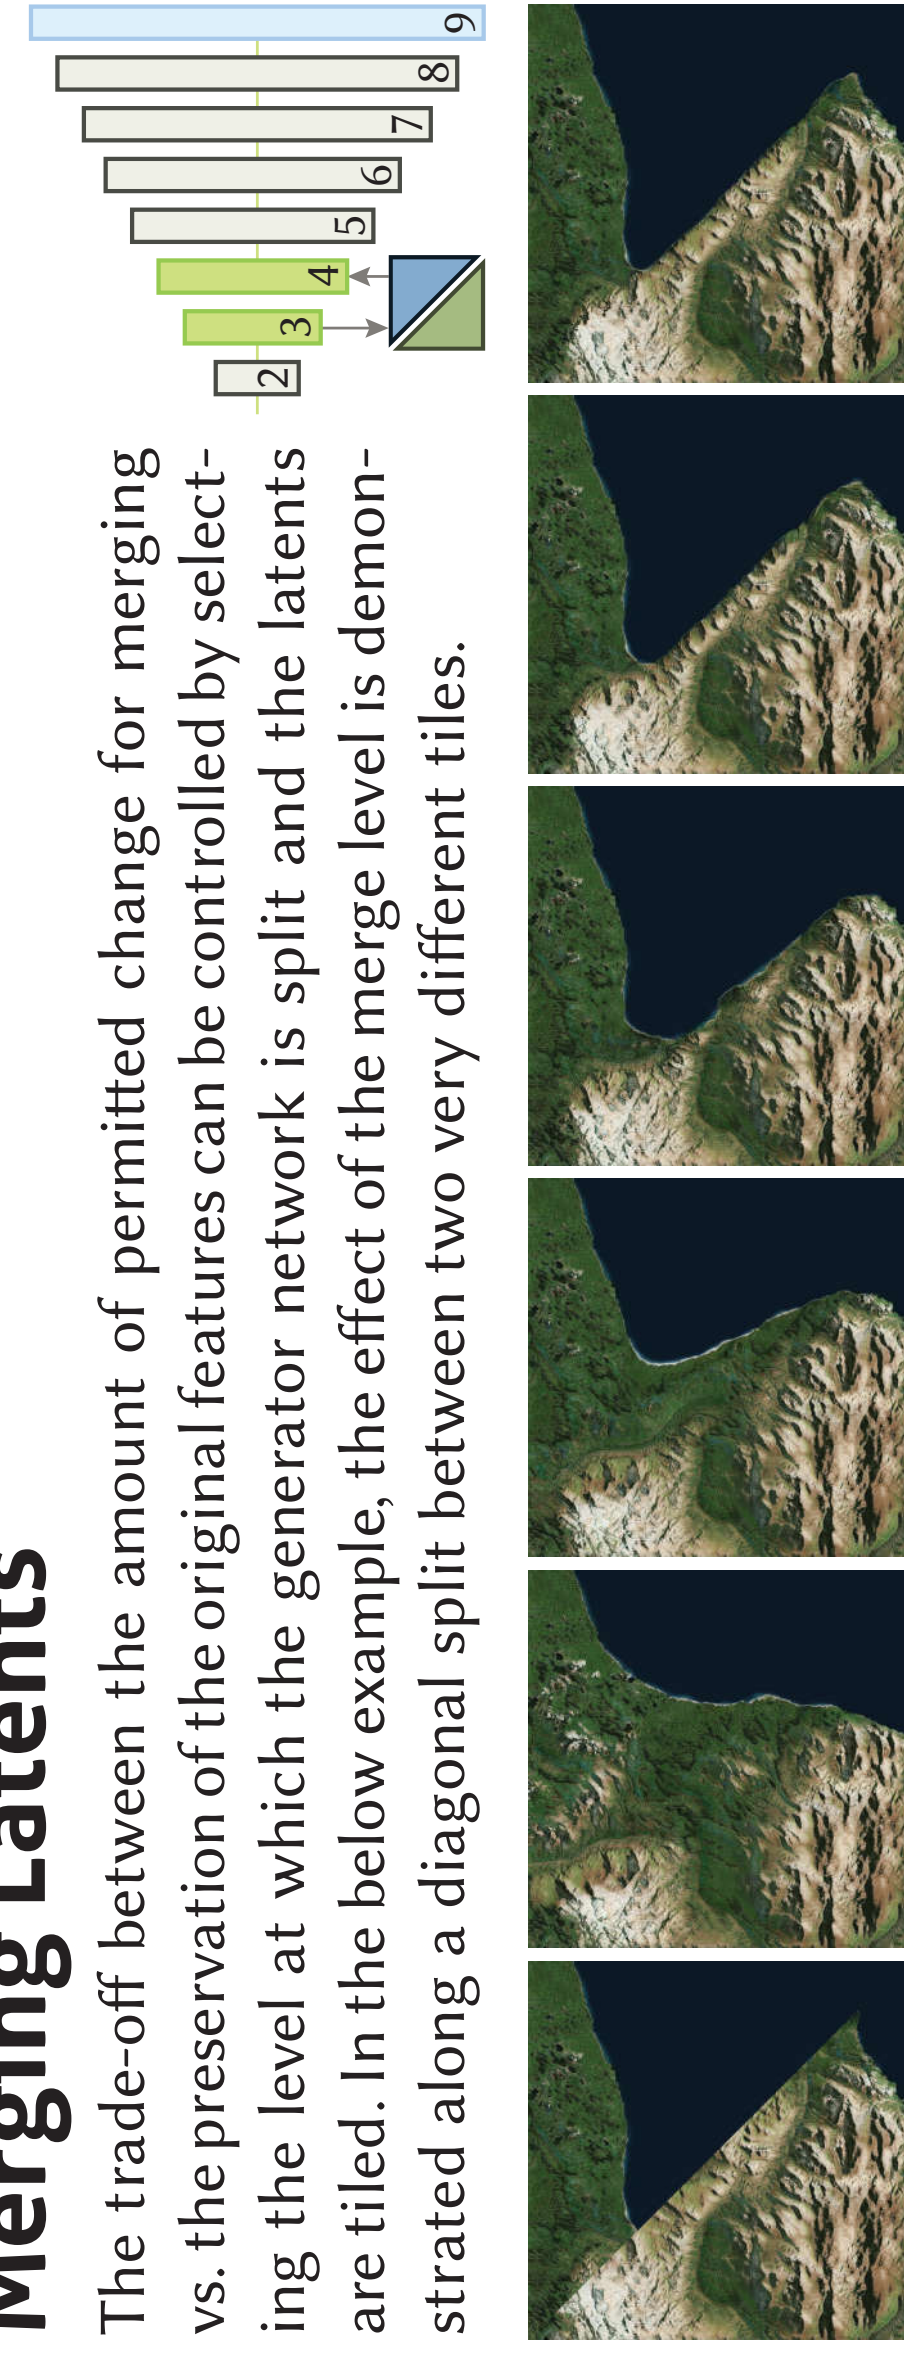 Merging Latents
The trade-off between the amount of permitted change for merging
vs. the preservation of the original features can be controlled by select-
ing the level at which the generator network is split and the latents
are tiled. In the below example, the effect of the merge level is demon-
strated along a diagonal split between two very different tiles.
2 3 4 5 6 7 8 9